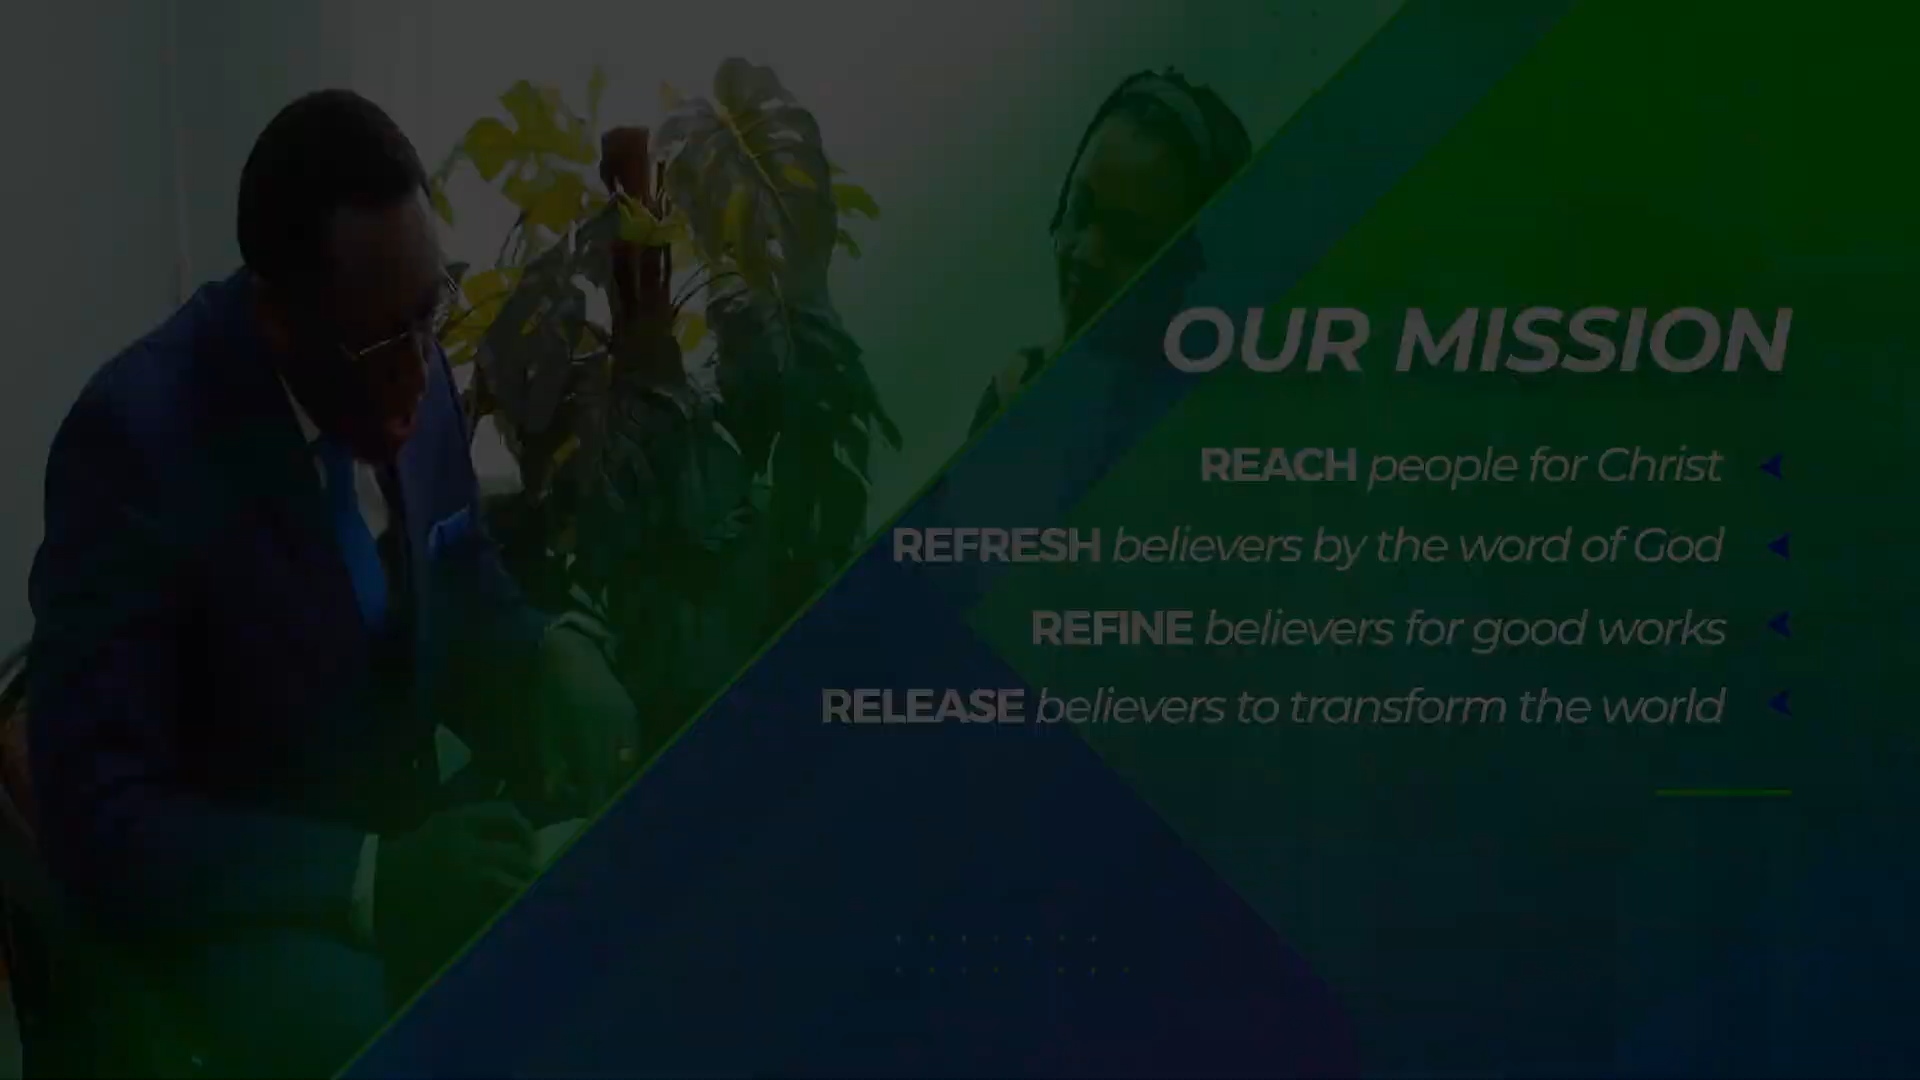 OUR MISSION
REACH people for Christ
REFRESH believers by the word of God
REFINE believers for good works
RELEASE believers to transform the world